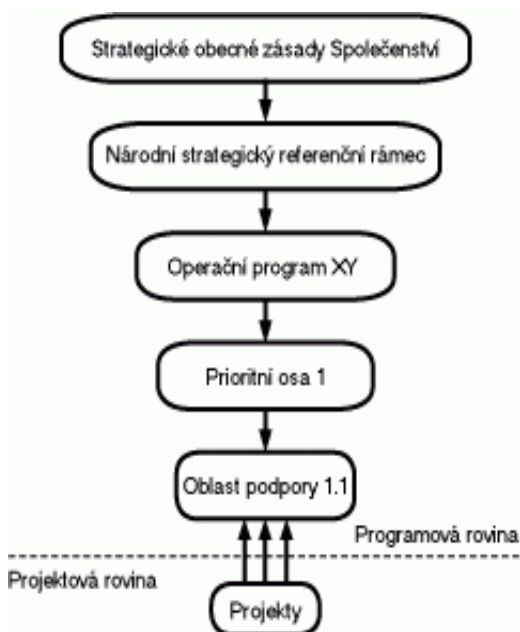 Strategické obecné zásady Společenství
Národní strategický referenční rámec
Operační program XY
Prioritní osa 1
Oblast podpory 1.1
Programová rovina
Projektová rovina
Projekty